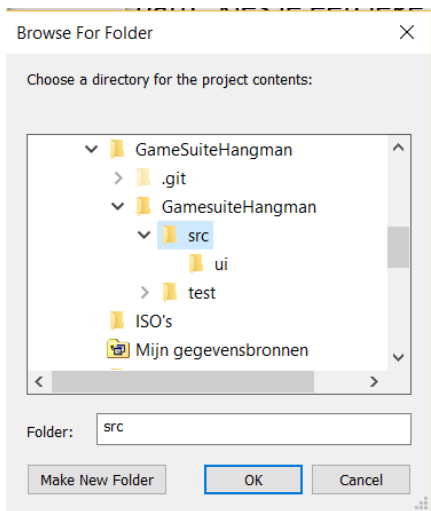 Browse For Folder
Choose a directory for the project contents:
GameSuiteHangman
.git
GamesuiteHangman
src
ui
test
ISO's
Mijn gegevensbronnen
Folder: src
Make New Folder OK Cancel